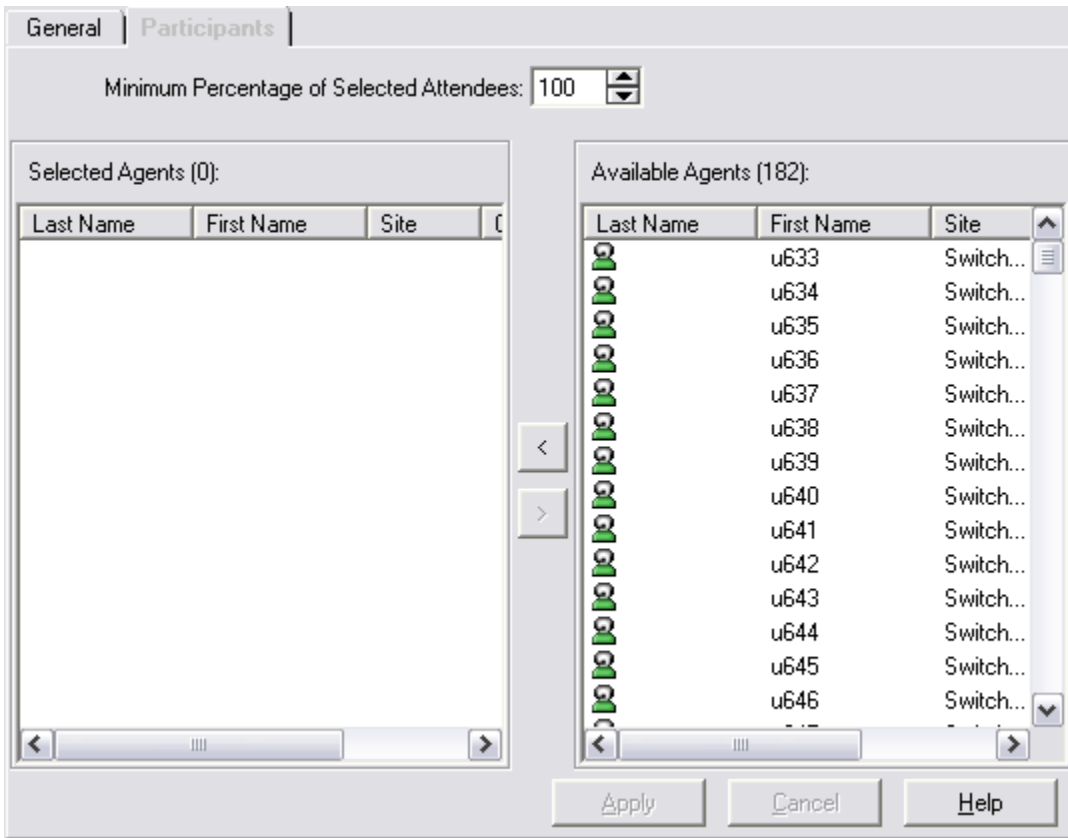 General Participants
Minimum Percentage of Selected Attendees: 100
Selected Agents (0):
Last Name First Name Site
Available Agents (182):
Last Name First Name Site
u633 Switch...
u634 Switch...
u635 Switch...
u636 Switch...
u637 Switch...
u638 Switch...
u639 Switch...
u640 Switch...
u641 Switch...
u642 Switch...
u643 Switch...
u644 Switch...
u645 Switch...
u646 Switch...
<
>
Apply Cancel Help